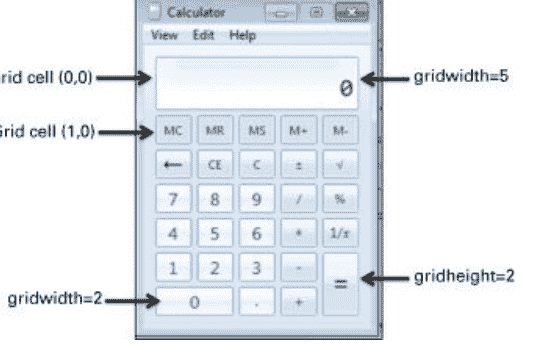 Calculator
View Edit Help
rid cell (0,0)
0
gridwidth=5
Grid cell (1,0)
MC MR MS M+ M-
← CE C ± √
7 8 9 / %
4 5 6 * 1/x
1 2 3 - =
gridheight=2
gridwidth=2
0 . +